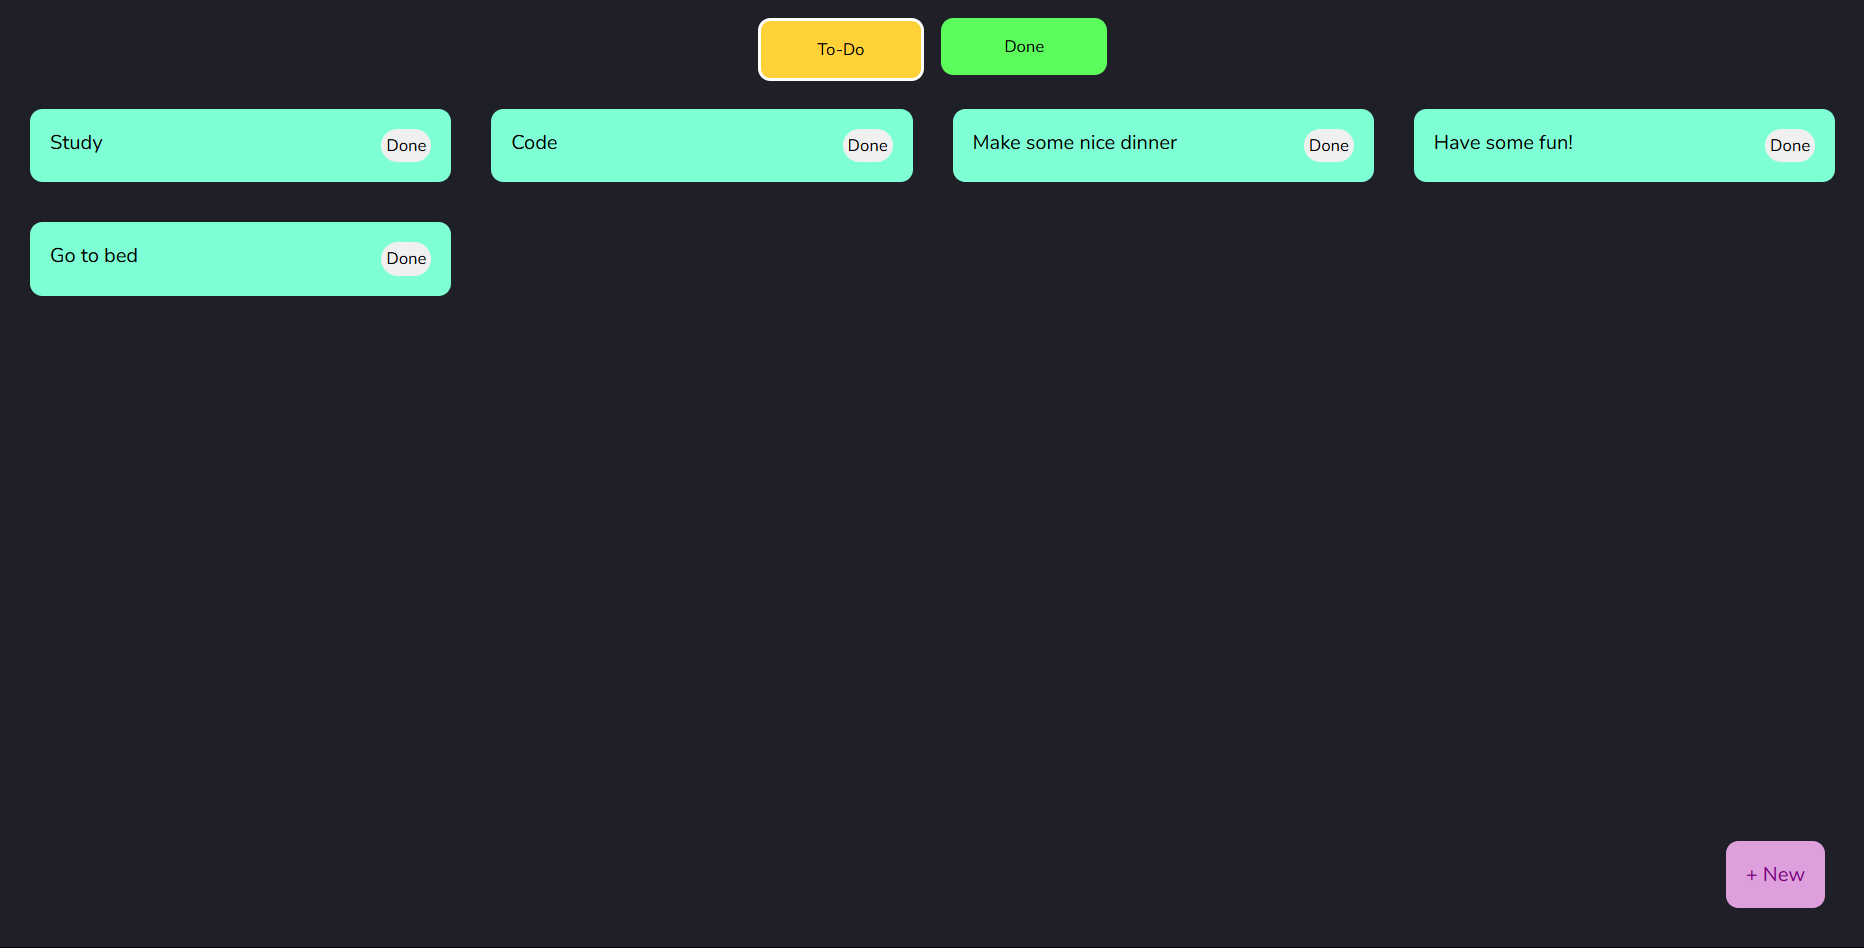 To-Do
Done
Study
Done
Code
Done
Make some nice dinner
Done
Have some fun!
Done
Go to bed
Done
+ New